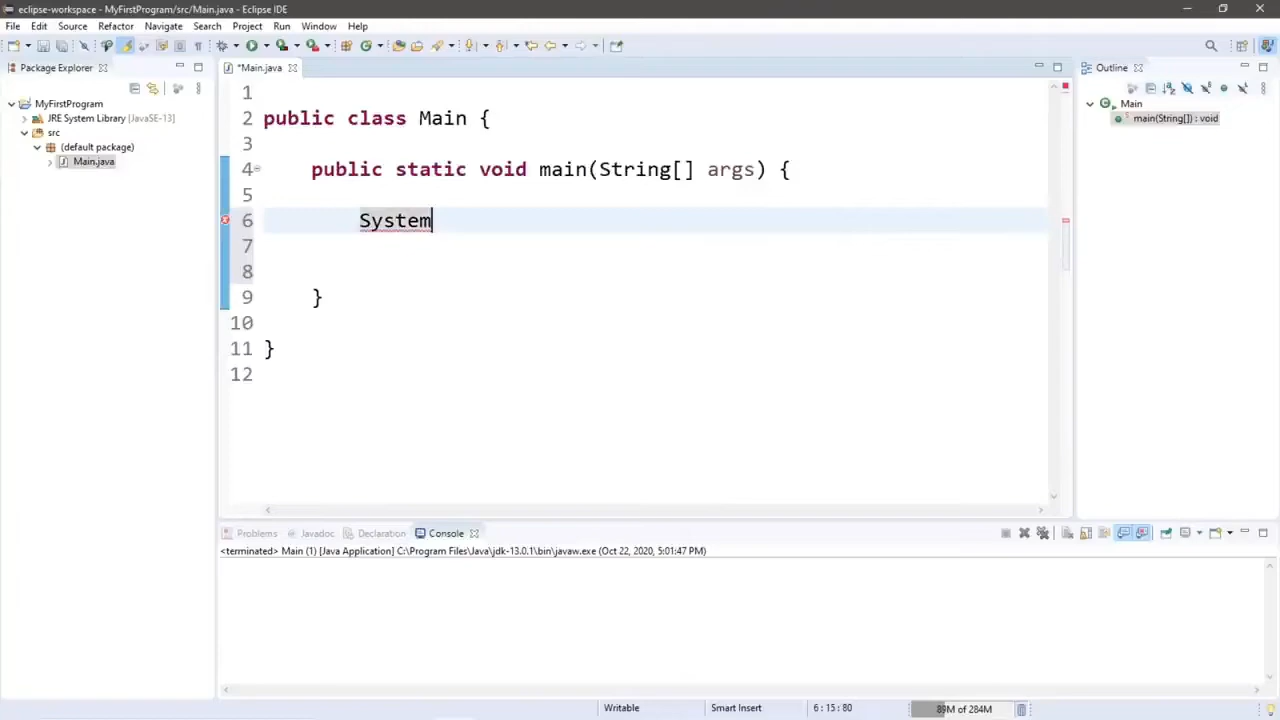 eclipse-workspace - MyFirstProgram/src/Main.java - Eclipse IDE
File Edit Source Refactor Navigate Search Project Run Window Help
Package Explorer
MyFirstProgram
JRE System Library [JavaSE-13]
src
(default package)
Main.java
*Main.java
1
2 public class Main {
3
4 public static void main(String[] args) {
5
6 System
7
8
9 }
10
11 }
12
Outline
Main
main(String[]) : void
Problems Javadoc Declaration Console
<terminated> Main (1) [Java Application] C:\Program Files\Java\jdk-13.0.1\bin\javaw.exe (Oct 22, 2020, 5:01:47 PM)
Writable Smart Insert 6 : 15 : 80 89M of 284M